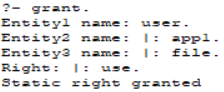 ?- grant.
Entity1 name: user.
Entity2 name: |: appl.
Entity3 name: |: file.
Right: |: use.
Static right granted